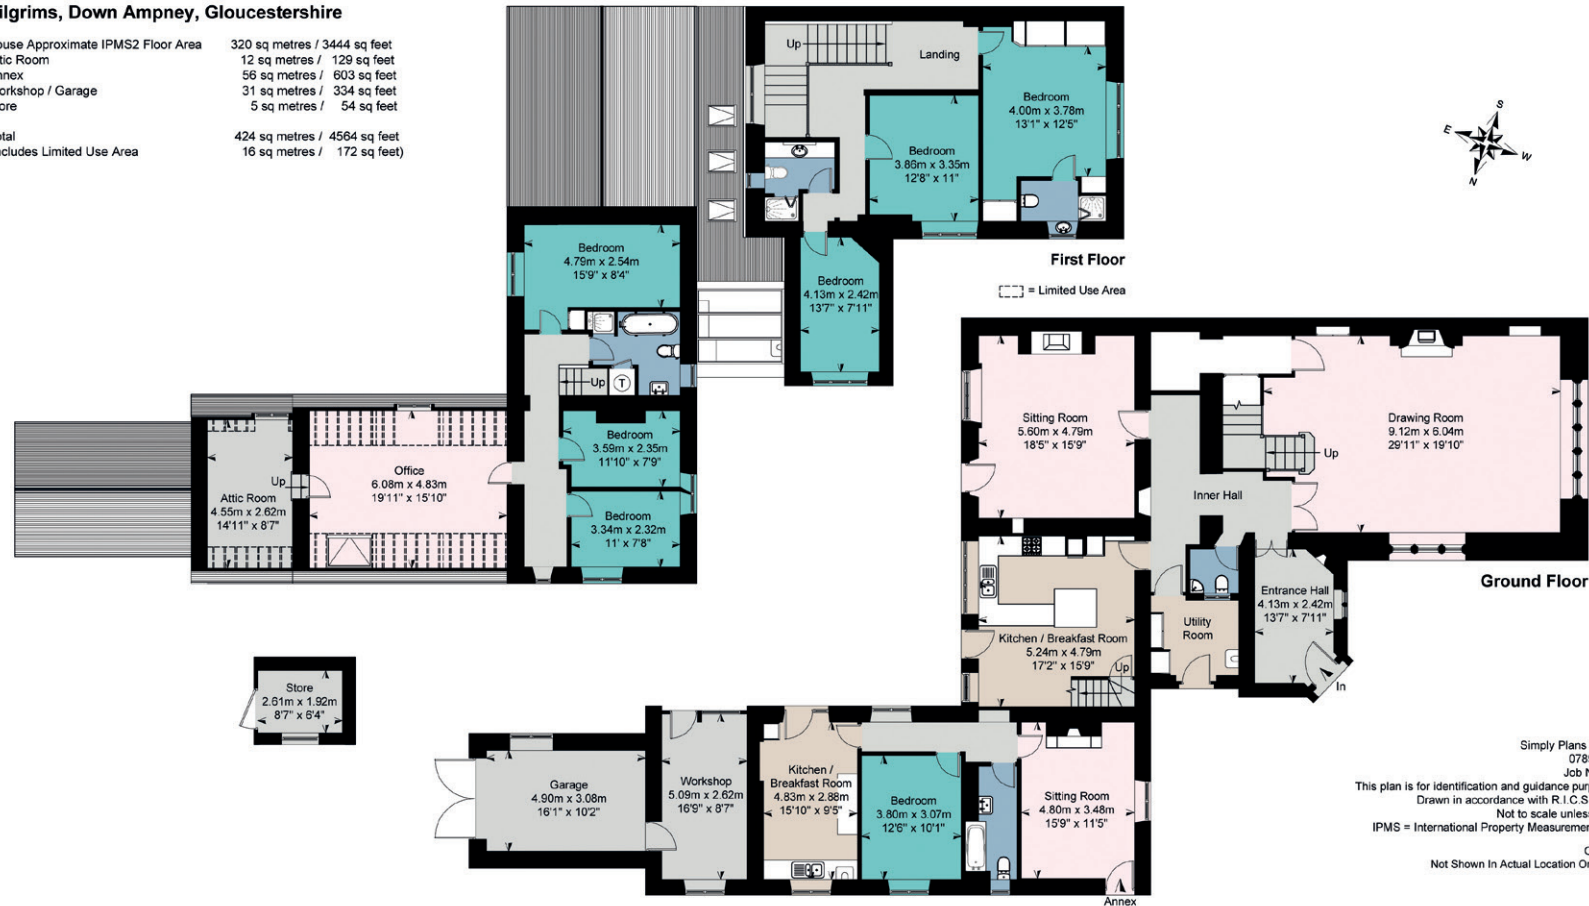 ilgrims, Down Ampney, Gloucestershire
ouse Approximate IPMS2 Floor Area 320 sq metres / 3444 sq feet
tic Room 12 sq metres / 129 sq feet
nnex 56 sq metres / 603 sq feet
orkshop / Garage 31 sq metres / 334 sq feet
ore 5 sq metres / 54 sq feet
otal 424 sq metres / 4564 sq feet
cludes Limited Use Area 16 sq metres / 172 sq feet)
Up
Landing
Bedroom
4.00m x 3.78m
13'1" x 12'5"
Bedroom
3.86m x 3.35m
12'8" x 11"
Bedroom
4.13m x 2.42m
13'7" x 7'11"
First Floor
= Limited Use Area
S
E
W
N
Bedroom
4.79m x 2.54m
15'9" x 8'4"
Up
T
Bedroom
3.59m x 2.35m
11'10" x 7'9"
Bedroom
3.34m x 2.32m
11' x 7'8"
Office
6.08m x 4.83m
19'11" x 15'10"
Up
Attic Room
4.55m x 2.62m
14'11" x 8'7"
Sitting Room
5.60m x 4.79m
18'5" x 15'9"
Drawing Room
9.12m x 6.04m
29'11" x 19'10"
Up
Inner Hall
Ground Floor
Entrance Hall
4.13m x 2.42m
13'7" x 7'11"
In
Utility
Room
Kitchen / Breakfast Room
5.24m x 4.79m
17'2" x 15'9"
Up
Store
2.61m x 1.92m
8'7" x 6'4"
Garage
4.90m x 3.08m
16'1" x 10'2"
Workshop
5.09m x 2.62m
16'9" x 8'7"
Kitchen /
Breakfast Room
4.83m x 2.88m
15'10" x 9'5"
Bedroom
3.80m x 3.07m
12'6" x 10'1"
Sitting Room
4.80m x 3.48m
15'9" x 11'5"
Annex
Simply Plans
078
Job N
This plan is for identification and guidance purp
Drawn in accordance with R.I.C.S
Not to scale unless
IPMS = International Property Measuremen
Not Shown In Actual Location Or